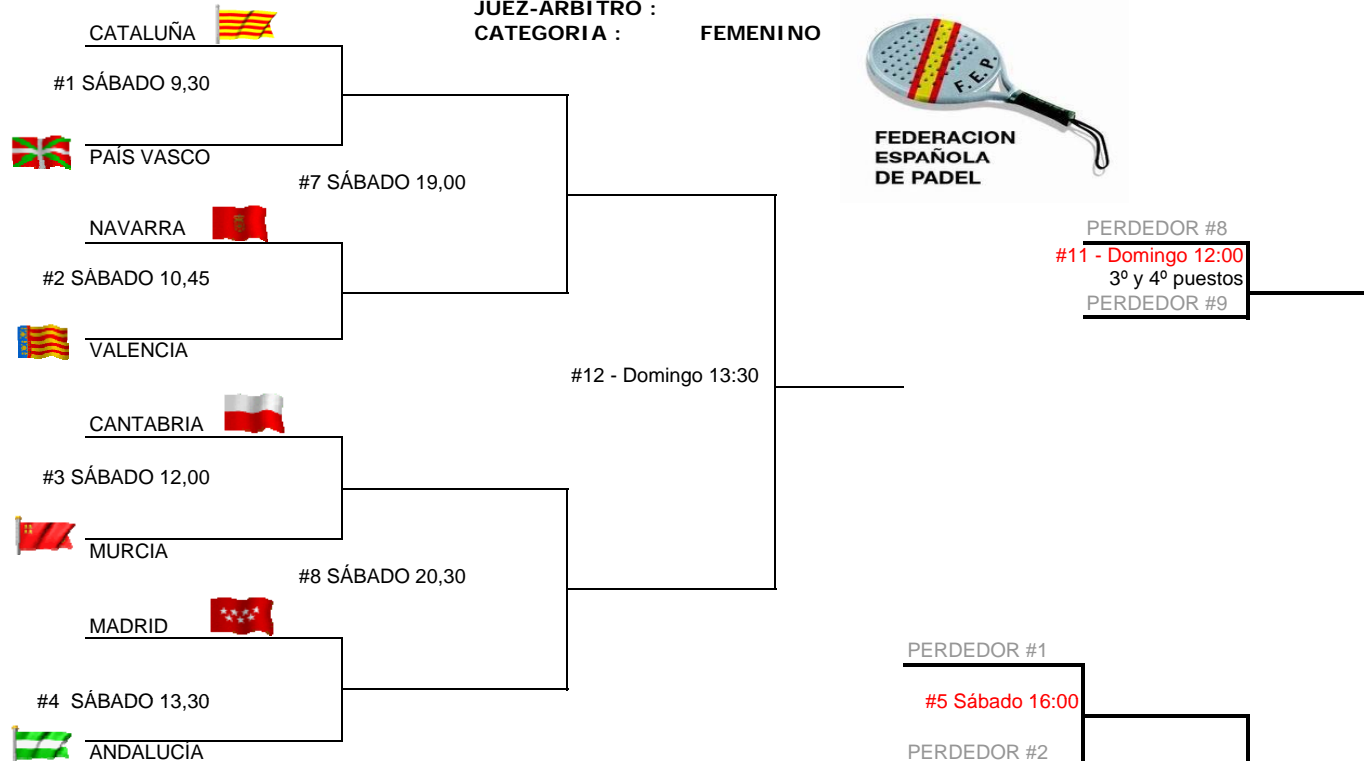 JUEZ-ARBITRO :
CATEGORIA : FEMENINO
CATALUÑA
#1 SÁBADO 9,30
PAÍS VASCO
#7 SÁBADO 19,00
NAVARRA
#2 SÁBADO 10,45
VALENCIA
#12 - Domingo 13:30
CANTABRIA
#3 SÁBADO 12,00
MURCIA
#8 SÁBADO 20,30
MADRID
#4 SÁBADO 13,30
ANDALUCÍA
F.E.P.
FEDERACION
ESPAÑOLA
DE PADEL
PERDEDOR #8
#11 - Domingo 12:00
3º y 4º puestos
PERDEDOR #9
PERDEDOR #1
#5 Sábado 16:00
PERDEDOR #2